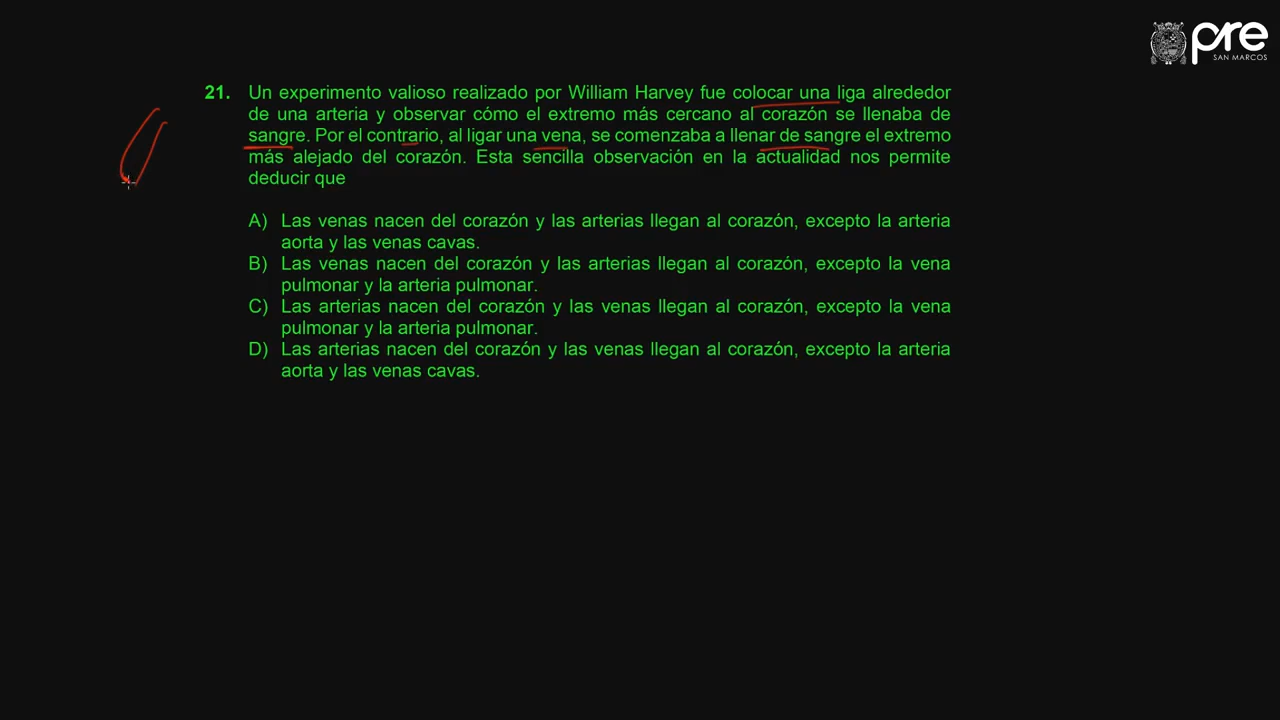 pre
SAN MARCOS
21. Un experimento valioso realizado por William Harvey fue colocar una liga alrededor
de una arteria y observar cómo el extremo más cercano al corazón se llenaba de
sangre. Por el contrario, al ligar una vena, se comenzaba a llenar de sangre el extremo
más alejado del corazón. Esta sencilla observación en la actualidad nos permite
deducir que
A) Las venas nacen del corazón y las arterias llegan al corazón, excepto la arteria
aorta y las venas cavas.
B) Las venas nacen del corazón y las arterias llegan al corazón, excepto la vena
pulmonar y la arteria pulmonar.
C) Las arterias nacen del corazón y las venas llegan al corazón, excepto la vena
pulmonar y la arteria pulmonar.
D) Las arterias nacen del corazón y las venas llegan al corazón, excepto la arteria
aorta y las venas cavas.